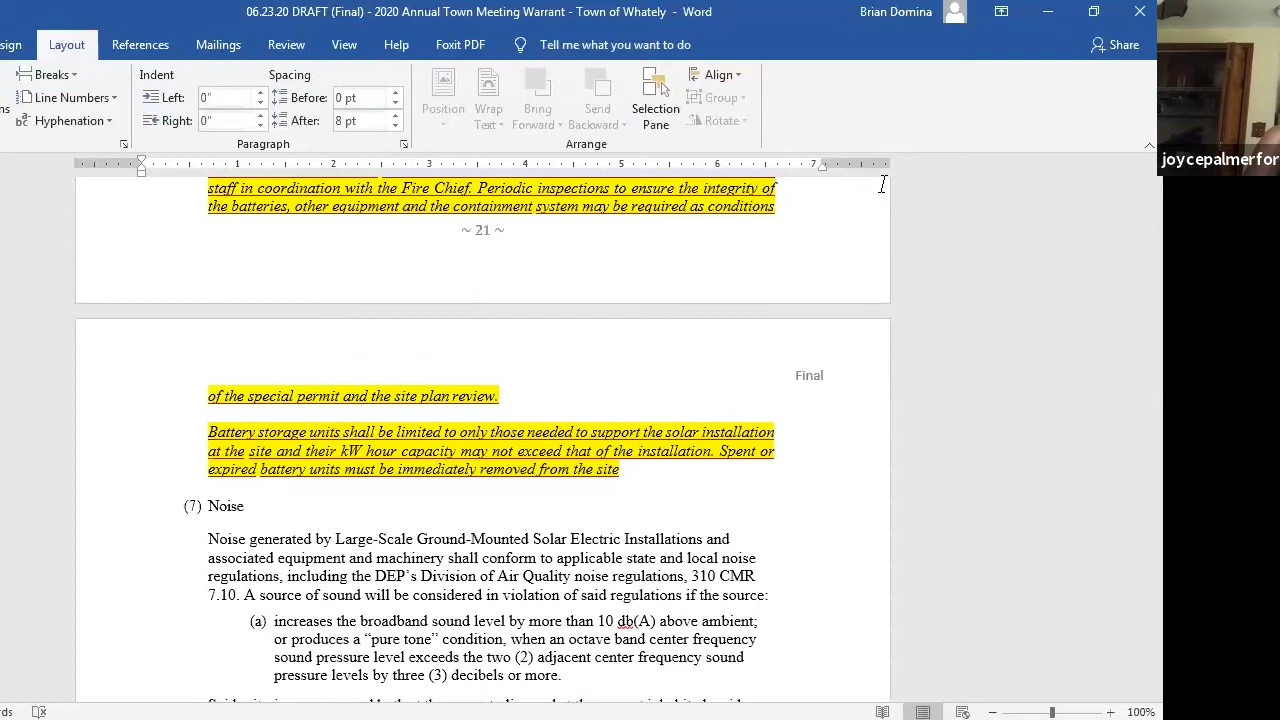 06.23.20 DRAFT (Final) - 2020 Annual Town Meeting Warrant - Town of Whately - Word
Brian Domina
sign Layout References Mailings Review View Help Foxit PDF Tell me what you want to do Share
Breaks Indent Spacing Align
Line Numbers Left: 0" Before: 0 pt Group
Hyphenation Right: 0" After: 8 pt Rotate
Position Wrap Text Bring Forward Send Backward Selection Pane
Paragraph Arrange
1 2 3 4 5 6 7
joycepalmerfor
staff in coordination with the Fire Chief. Periodic inspections to ensure the integrity of
the batteries, other equipment and the containment system may be required as conditions
~ 21 ~
Final
of the special permit and the site plan review.
Battery storage units shall be limited to only those needed to support the solar installation
at the site and their kW hour capacity may not exceed that of the installation. Spent or
expired battery units must be immediately removed from the site
(7) Noise
Noise generated by Large-Scale Ground-Mounted Solar Electric Installations and
associated equipment and machinery shall conform to applicable state and local noise
regulations, including the DEP's Division of Air Quality noise regulations, 310 CMR
7.10. A source of sound will be considered in violation of said regulations if the source:
(a) increases the broadband sound level by more than 10 db(A) above ambient;
or produces a “pure tone” condition, when an octave band center frequency
sound pressure level exceeds the two (2) adjacent center frequency sound
pressure levels by three (3) decibels or more.
100%